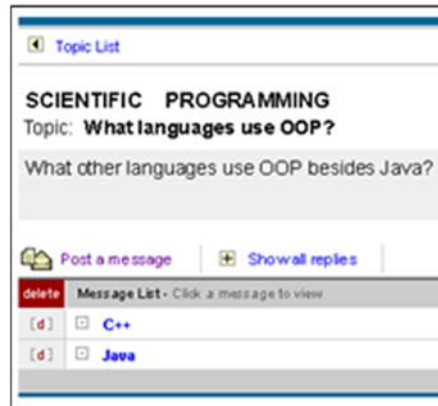 Topic List
SCIENTIFIC PROGRAMMING
Topic: What languages use OOP?
What other languages use OOP besides Java?
Post a message Show all replies
delete Message List - Click a message to view
[d] C++
[d] Java